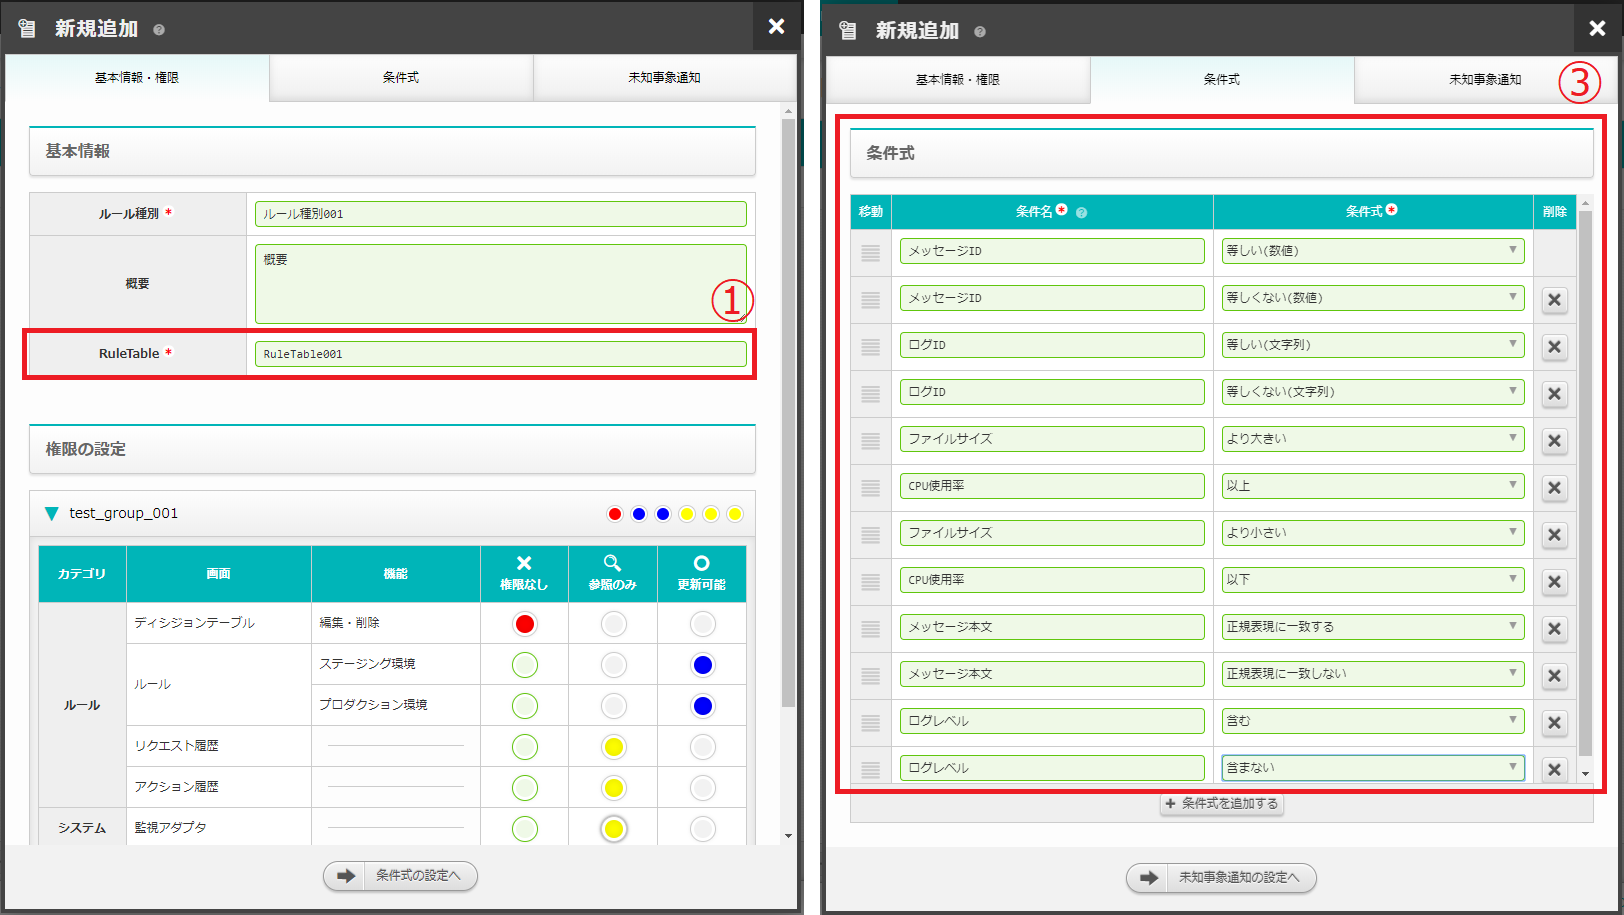 新規追加
基本情報・権限
条件式
未知事象通知
基本情報
ルール種別 *
ルール種別001
概要
概要
①
RuleTable *
RuleTable001
権限の設定
test_group_001
カテゴリ 画面 機能 権限なし 参照のみ 更新可能
ルール
ディシジョンテーブル 編集・削除
ルール
ステージング環境
プロダクション環境
リクエスト履歴
アクション履歴
システム 監視アダプタ
条件式の設定へ
新規追加
基本情報・権限
条件式
未知事象通知
③
条件式
移動 条件名 * 条件式 * 削除
メッセージID 等しい(数値)
メッセージID 等しくない(数値)
ログID 等しい(文字列)
ログID 等しくない(文字列)
ファイルサイズ より大きい
CPU使用率 以上
ファイルサイズ より小さい
CPU使用率 以下
メッセージ本文 正規表現に一致する
メッセージ本文 正規表現に一致しない
ログレベル 含む
ログレベル 含まない
+ 条件式を追加する
未知事象通知の設定へ